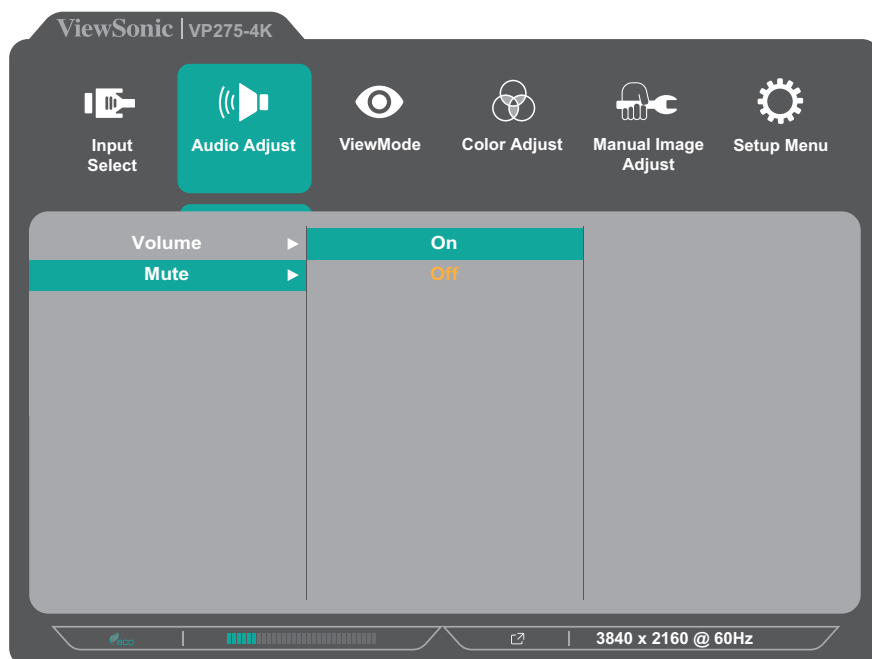 ViewSonic | VP275-4K
Input
Select
Audio Adjust
ViewMode
Color Adjust
Manual Image
Adjust
Setup Menu
Volume
On
Mute
Off
eco
3840 x 2160 @ 60Hz